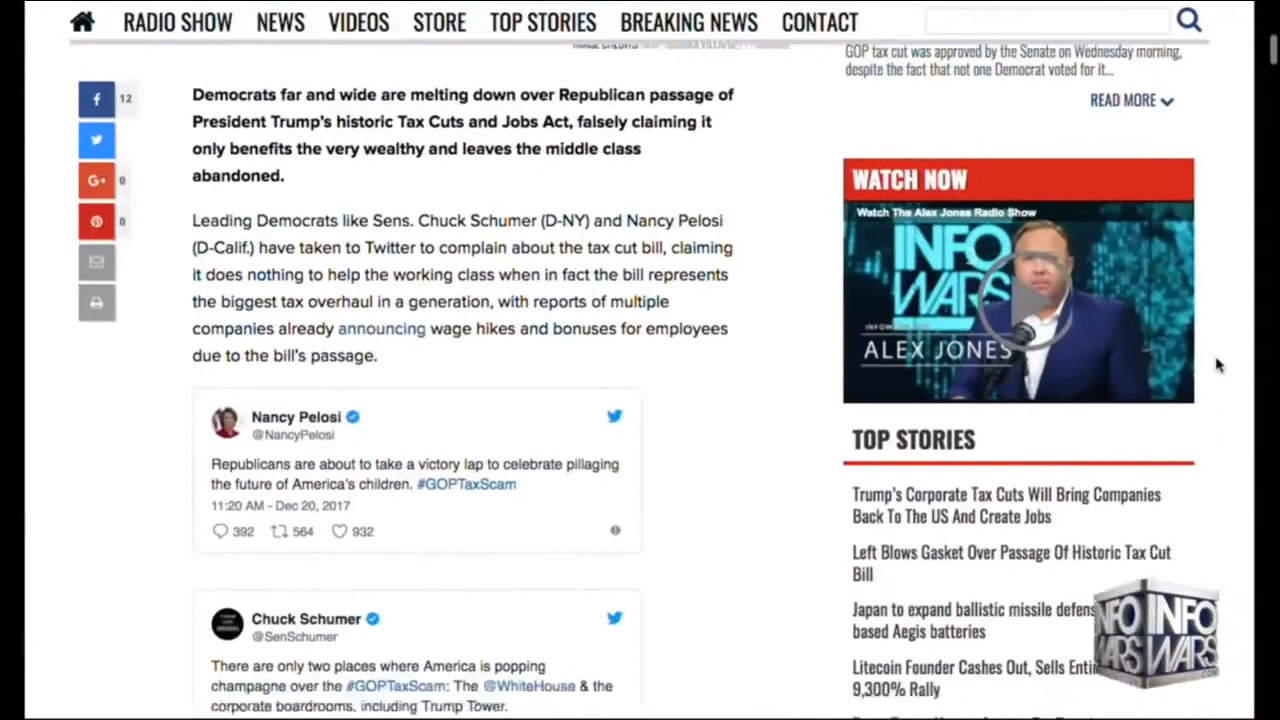 RADIO SHOW NEWS VIDEOS STORE TOP STORIES BREAKING NEWS CONTACT
f 12
G+ 0
0
Democrats far and wide are melting down over Republican passage of
President Trump's historic Tax Cuts and Jobs Act, falsely claiming it
only benefits the very wealthy and leaves the middle class
abandoned.
Leading Democrats like Sens. Chuck Schumer (D-NY) and Nancy Pelosi
(D-Calif.) have taken to Twitter to complain about the tax cut bill, claiming
it does nothing to help the working class when in fact the bill represents
the biggest tax overhaul in a generation, with reports of multiple
companies already announcing wage hikes and bonuses for employees
due to the bill's passage.
Nancy Pelosi
@NancyPelosi
Republicans are about to take a victory lap to celebrate pillaging
the future of America's children. #GOPTaxScam
11:20 AM - Dec 20, 2017
392 564 932
Chuck Schumer
@SenSchumer
There are only two places where America is popping
champagne over the #GOPTaxScam: The @WhiteHouse & the
corporate boardrooms, including Trump Tower.
GOP tax cut was approved by the Senate on Wednesday morning,
despite the fact that not one Democrat voted for it...
READ MORE
WATCH NOW
Watch The Alex Jones Radio Show
INFO
WARS
ALEX JONES
TOP STORIES
Trump's Corporate Tax Cuts Will Bring Companies
Back To The US And Create Jobs
Left Blows Gasket Over Passage Of Historic Tax Cut
Bill
Japan to expand ballistic missile
based Aegis batteries
Litecoin Founder Cashes Out, Sells
9,300% Rally
INFO INFO
WARS WARS
.COM